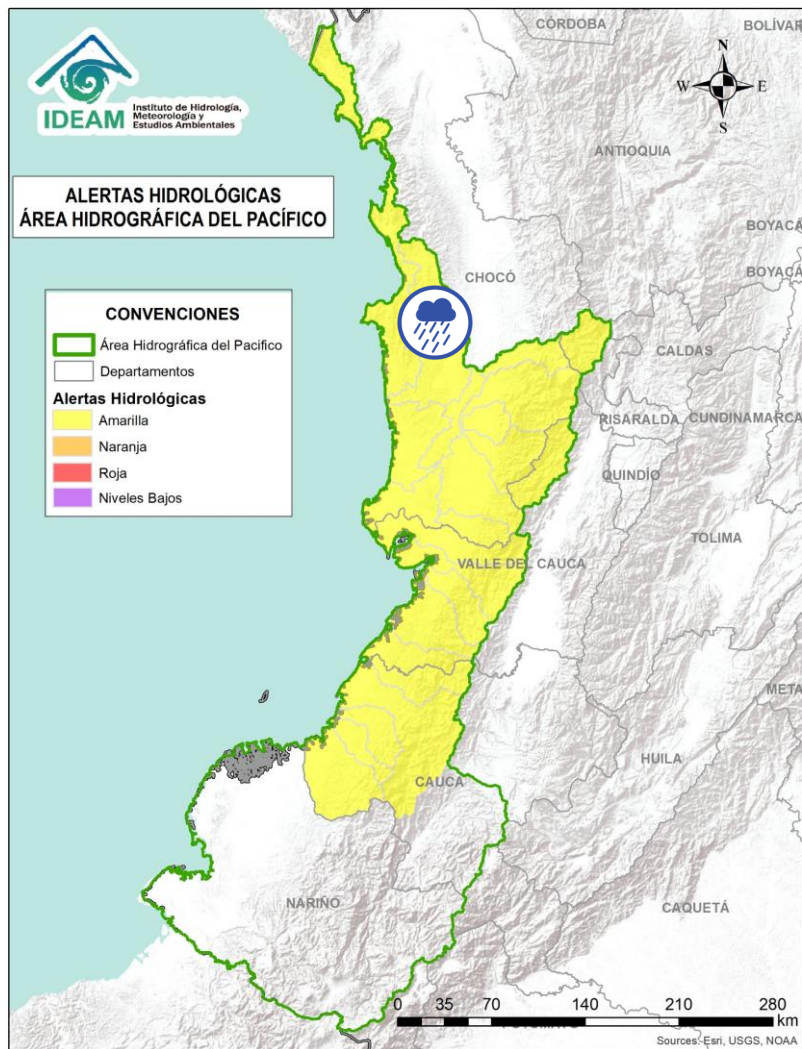 CÓRDOBA
BOLÍVAR
IDEAM
Instituto de Hidrología,
Meteorología y
Estudios Ambientales
N
W
E
S
ANTIOQUIA
ALERTAS HIDROLÓGICAS
ÁREA HIDROGRÁFICA DEL PACÍFICO
BOYACÁ
BOYACÁ
CHOCÓ
CONVENCIONES
Área Hidrográfica del Pacifico
Departamentos
Alertas Hidrológicas
Amarilla
Naranja
Roja
Niveles Bajos
CALDAS
RISARALDA
CUNDINAMARCA
QUINDÍO
TOLIMA
VALLE DEL CAUCA
META
HUILA
CAUCA
NARIÑO
CAQUETÁ
0 35 70 140 210 280
km
Sources: Esri, USGS, NOAA